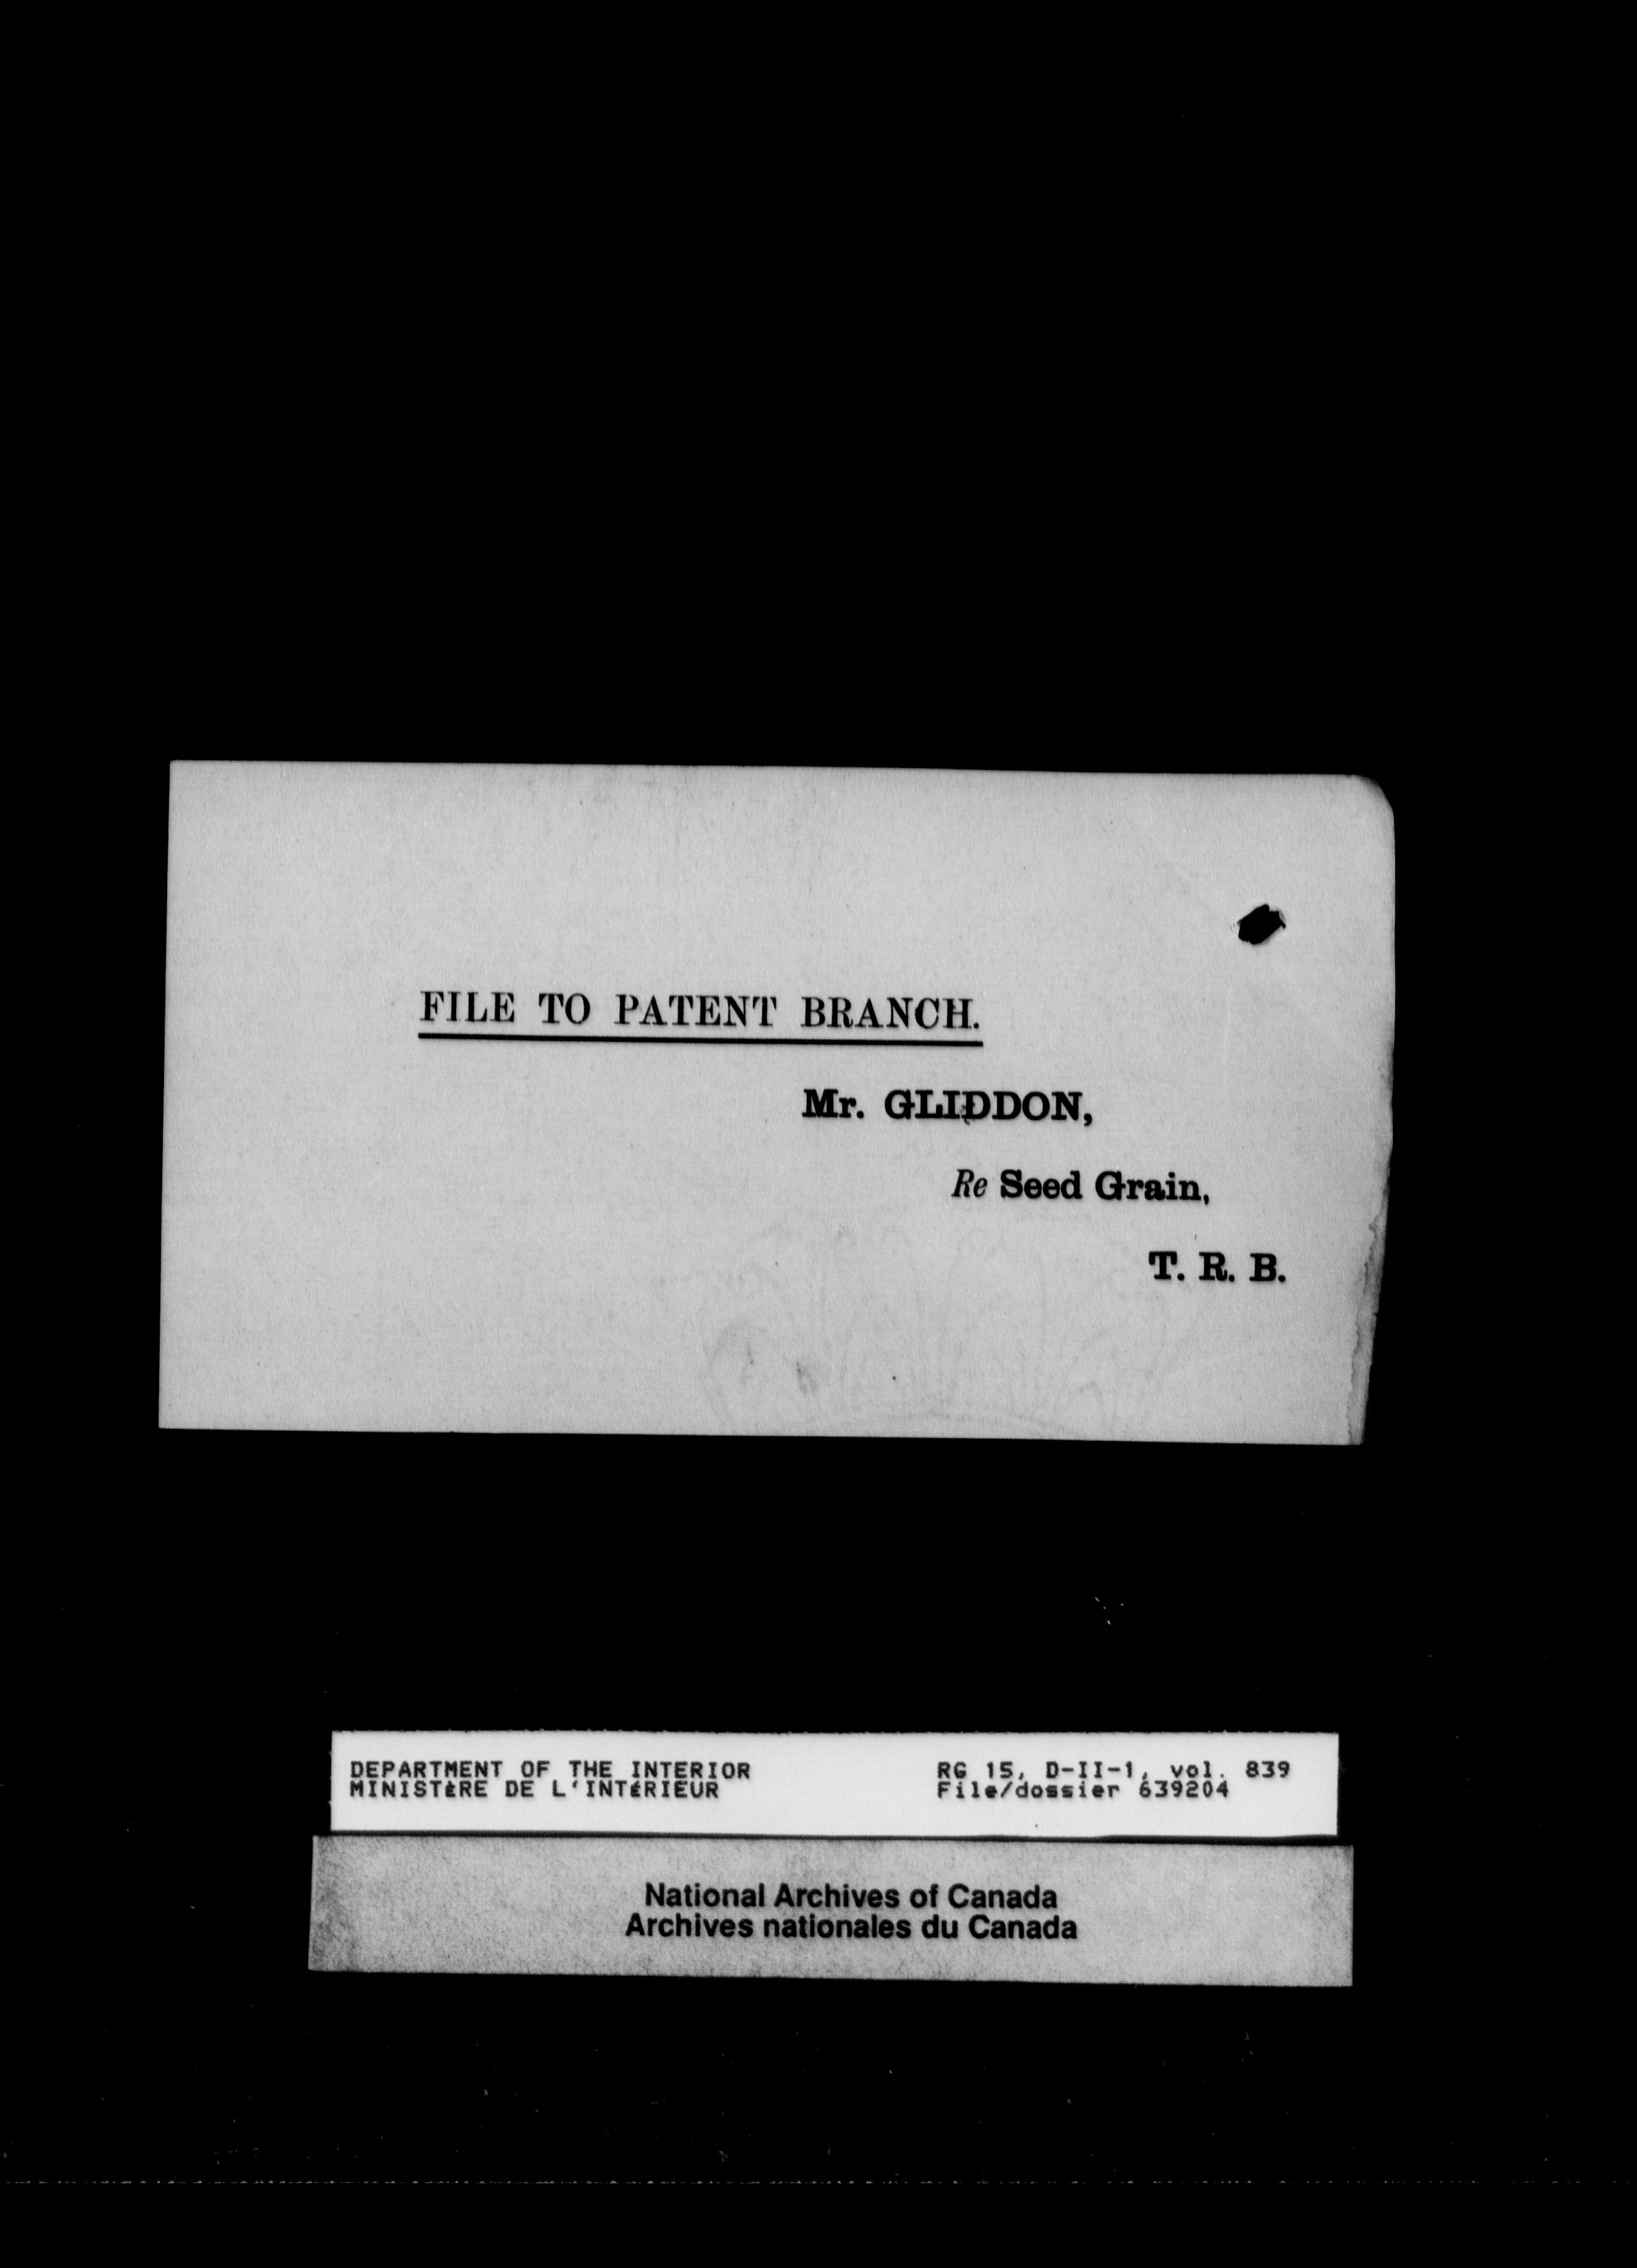 FILE TO PATENT BRANCH.
Mr. GLIDDON,
Re Seed Grain,
T. R. B.
DEPARTMENT OF THE INTERIOR RG 15, D-II-1, vol. 839
MINISTÈRE DE L'INTÉRIEUR File/dossier 639204
National Archives of Canada
Archives nationales du Canada